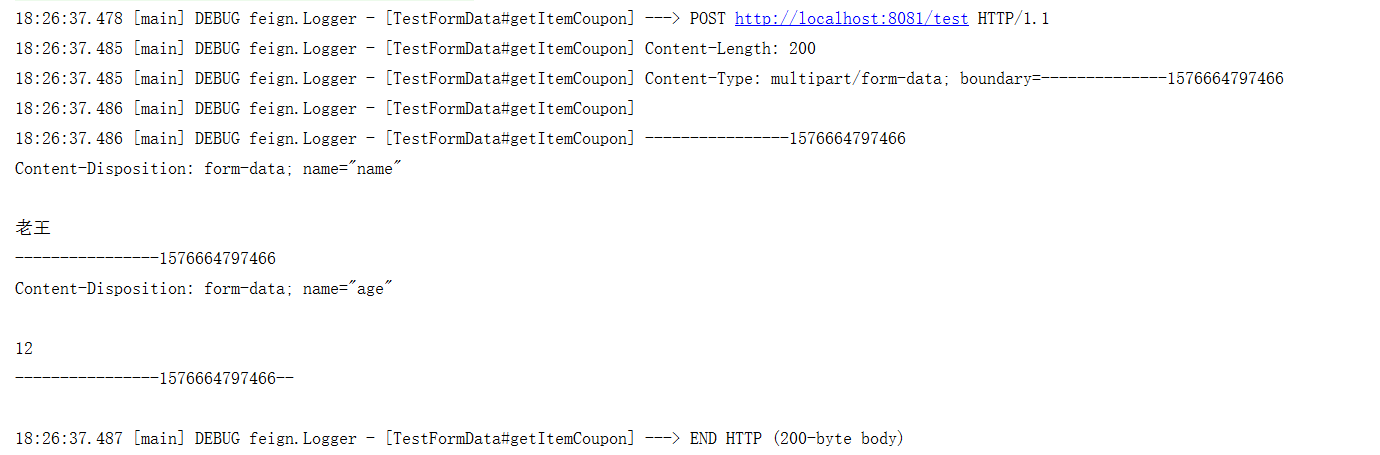 18:26:37.478 [main] DEBUG feign.Logger - [TestFormData#getItemCoupon] ---> POST http://localhost:8081/test HTTP/1.1
18:26:37.485 [main] DEBUG feign.Logger - [TestFormData#getItemCoupon] Content-Length: 200
18:26:37.485 [main] DEBUG feign.Logger - [TestFormData#getItemCoupon] Content-Type: multipart/form-data; boundary=--------------1576664797466
18:26:37.486 [main] DEBUG feign.Logger - [TestFormData#getItemCoupon]
18:26:37.486 [main] DEBUG feign.Logger - [TestFormData#getItemCoupon] ----------------1576664797466
Content-Disposition: form-data; name="name"
老王
----------------1576664797466
Content-Disposition: form-data; name="age"
12
----------------1576664797466--
18:26:37.487 [main] DEBUG feign.Logger - [TestFormData#getItemCoupon] ---> END HTTP (200-byte body)